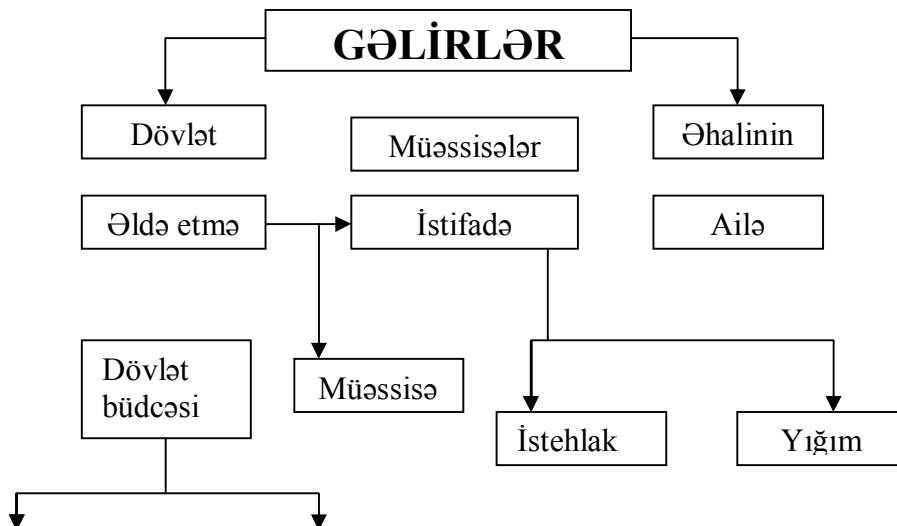 GƏLİRLƏR
Dövlət
Müəssisələr
Əhalinin
Əldə etmə
İstifadə
Ailə
Dövlət
büdcəsi
Müəssisə
İstehlak
Yığım